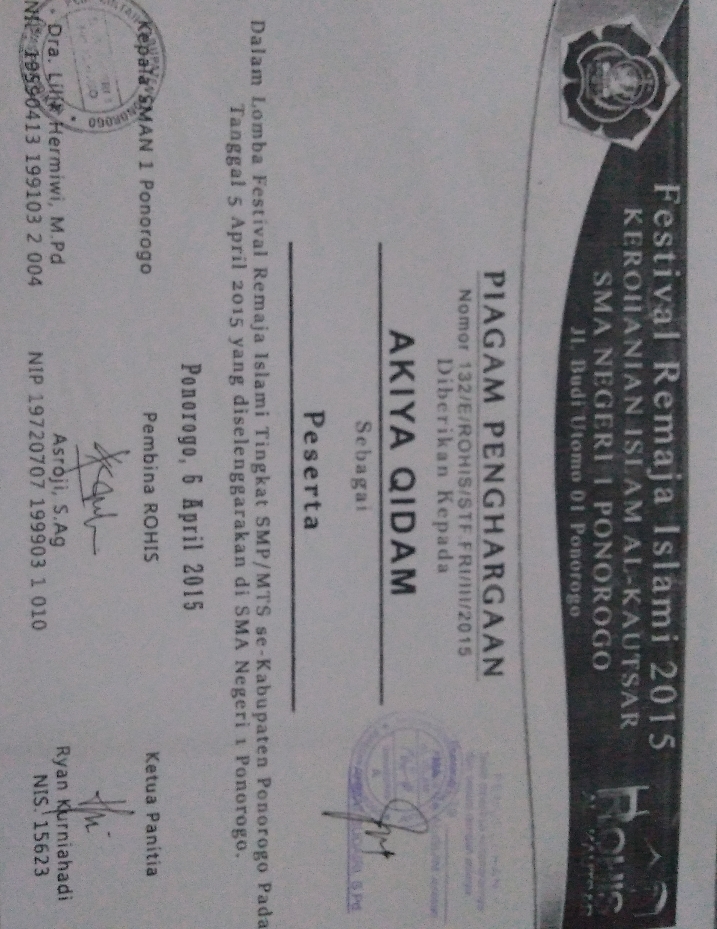 Festival Remaja Islami 2015
KEROHANIAN ISLAM AL-KAUTSAR
SMA NEGERI 1 PONOROGO
Jl. Budi Utomo 01 Ponorogo
ROHIS
PIAGAM PENGHARGAAN
Nomor 132/E/ROHIS/STF.FRI/III/2015
Diberikan Kepada
AKIYA QIDAM
Sebagai
Peserta
Dalam Lomba Festival Remaja Islami Tingkat SMP/MTS se-Kabupaten Ponorogo Pada
Tanggal 5 April 2015 yang diselenggarakan di SMA Negeri 1 Ponorogo.
Ponorogo, 6 April 2015
Kepala SMAN 1 Ponorogo
Pembina ROHIS
Ketua Panitia
Dra. Lilik Hermiwi, M.Pd
NIP. 19590413 199103 2 004
Asroji, S.Ag
NIP 19720707 199903 1 010
Ryan Kurniahadi
NIS. 15623